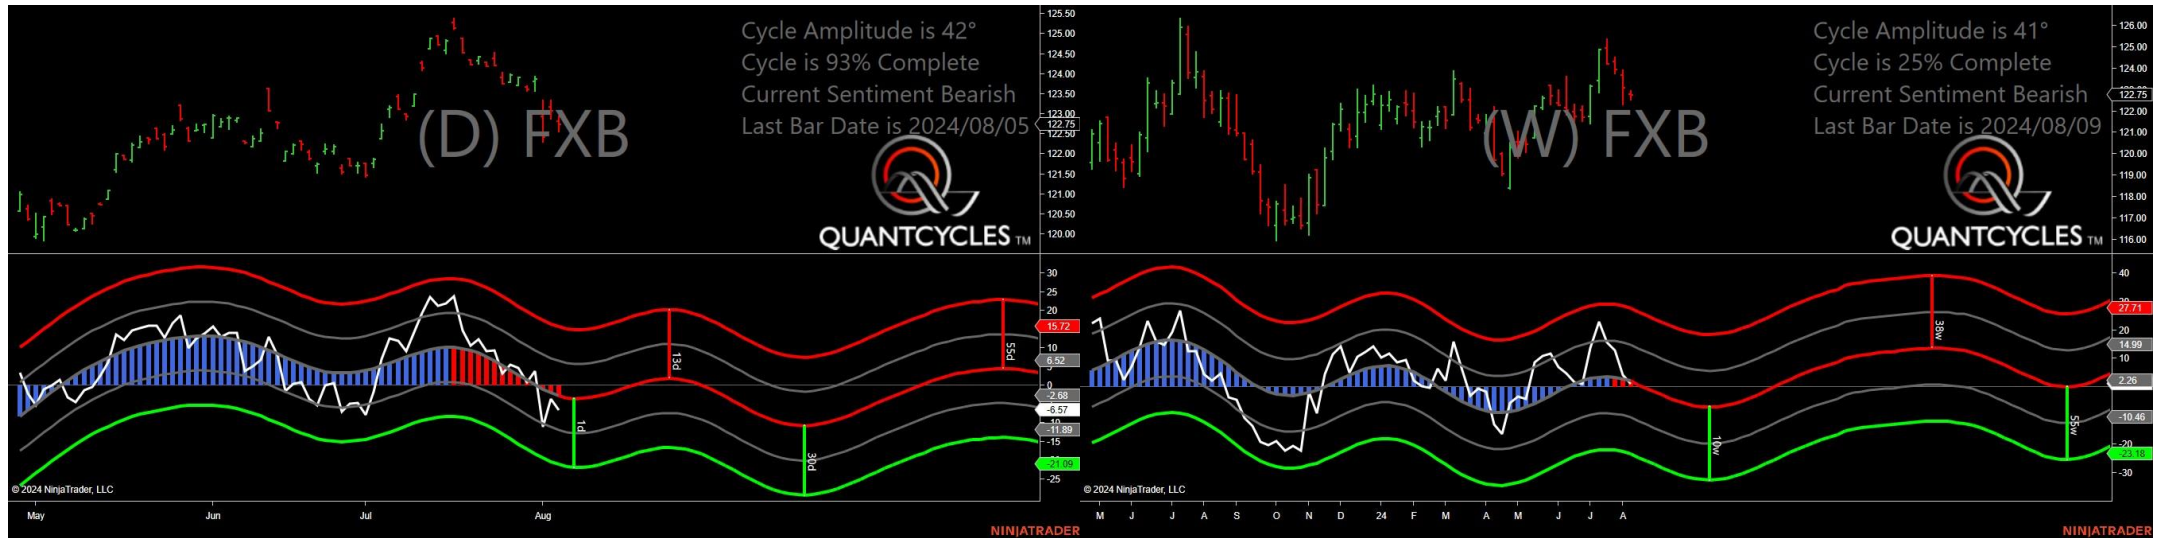 Cycle Amplitude is 42°
Cycle is 93% Complete
Current Sentiment Bearish
Last Bar Date is 2024/08/05
(D) FXB
QUANTCYCLES TM
125.50
125.00
124.50
124.00
123.50
123.00
122.75
122.50
122.00
121.50
121.00
120.50
120.00
30
25
20
15.72
10
6.52
0
-2.68
-6.57
-11.89
-15
-21.09
-25
13d
55d
1d
30d
© 2024 NinjaTrader, LLC
May Jun Jul Aug
NINJATRADER
Cycle Amplitude is 41°
Cycle is 25% Complete
Current Sentiment Bearish
Last Bar Date is 2024/08/09
(W) FXB
QUANTCYCLES TM
126.00
125.00
124.00
122.75
122.00
121.00
120.00
119.00
118.00
117.00
116.00
40
27.71
20
14.99
10
2.26
-10.46
-20
-23.18
-30
38w
10w
55w
© 2024 NinjaTrader, LLC
M J J A S O N D 24 F M A M J J A
NINJATRADER